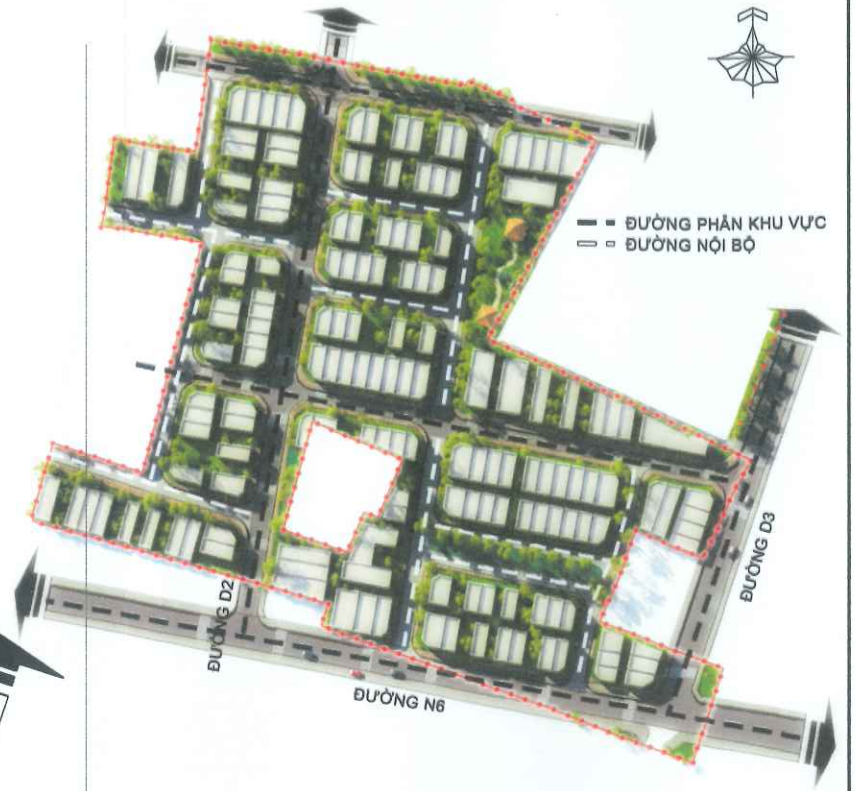 ĐƯỜNG PHÂN KHU VỰC
ĐƯỜNG NỘI BỘ
ĐƯỜNG D3
ĐƯỜNG D2
ĐƯỜNG N6